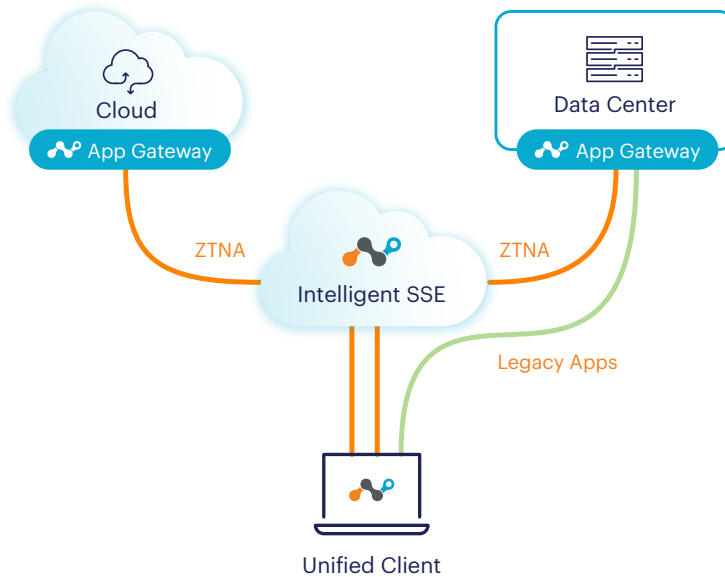 Cloud
App Gateway
Data Center
App Gateway
ZTNA
ZTNA
Intelligent SSE
Legacy Apps
Unified Client